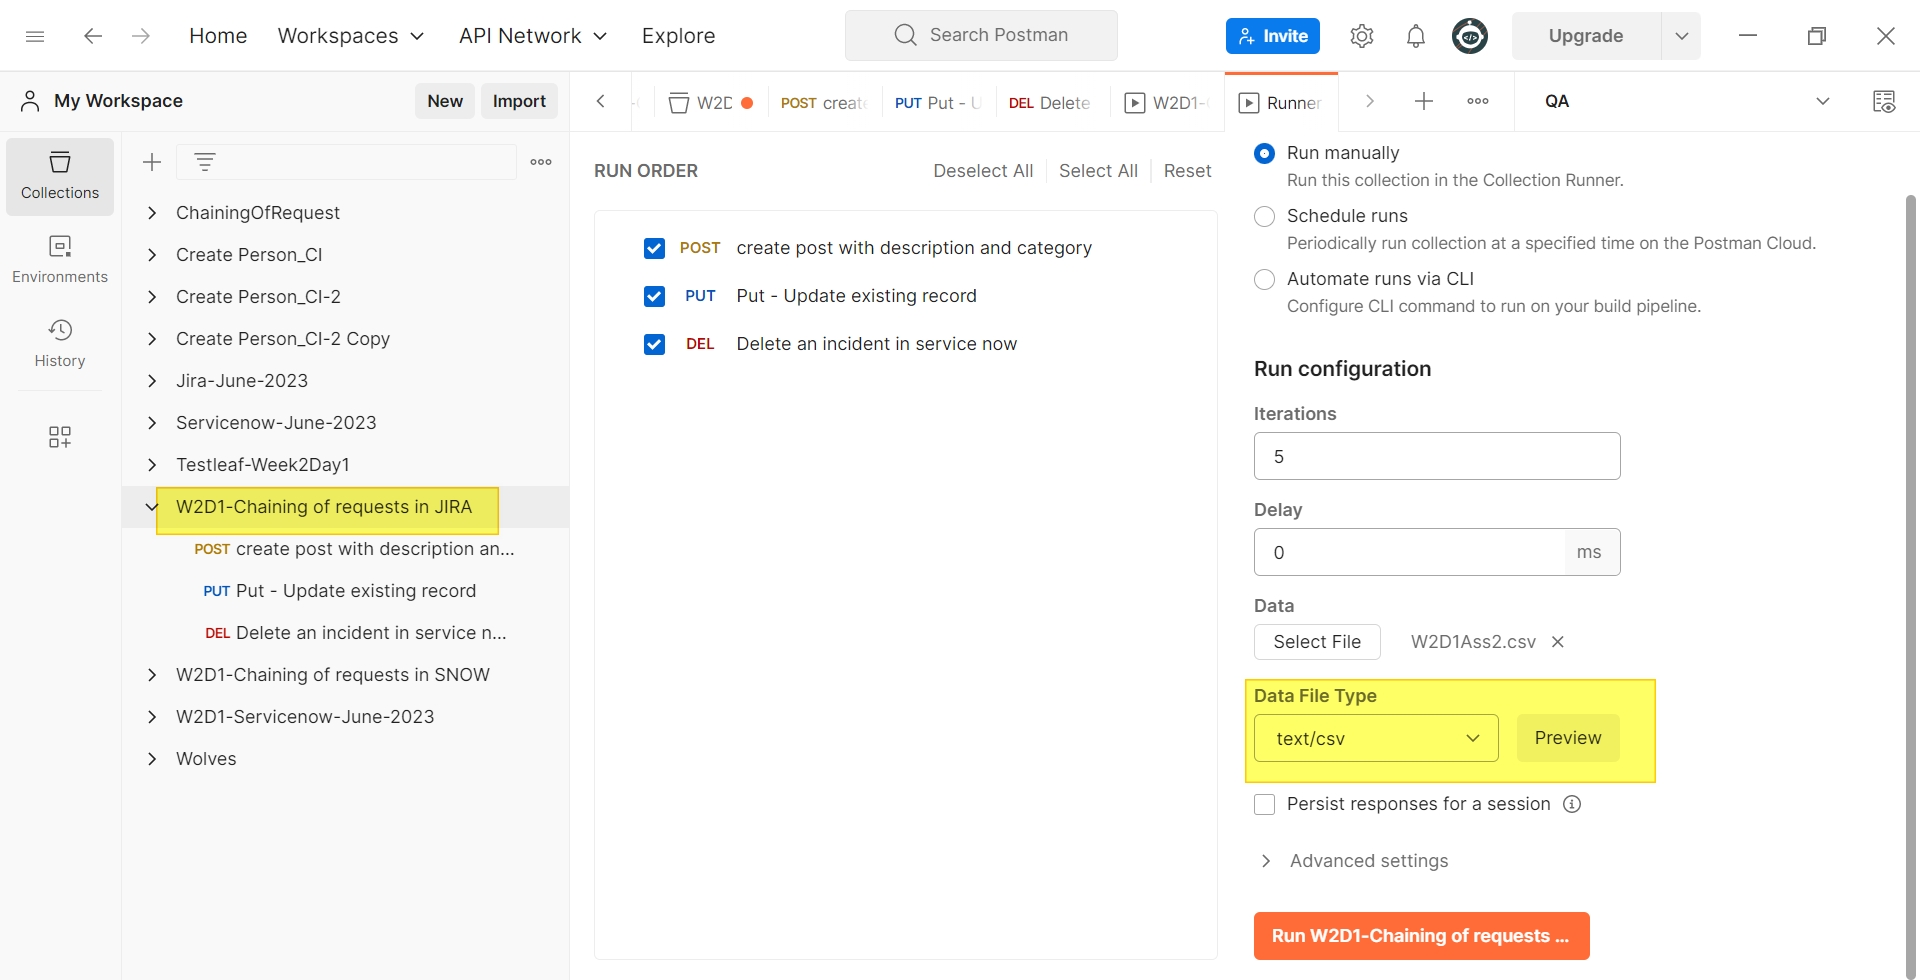 Home
Workspaces
API Network
Explore
Search Postman
Invite
Upgrade
My Workspace
New
Import
W2D
POST create
PUT Put - U
DEL Delete
W2D1-
Runner
QA
Collections
Environments
History
ChainingOfRequest
Create Person_CI
Create Person_CI-2
Create Person_CI-2 Copy
Jira-June-2023
Servicenow-June-2023
Testleaf-Week2Day1
W2D1-Chaining of requests in JIRA
POST create post with description an...
PUT Put - Update existing record
DEL Delete an incident in service n...
W2D1-Chaining of requests in SNOW
W2D1-Servicenow-June-2023
Wolves
RUN ORDER
Deselect All
Select All
Reset
POST create post with description and category
PUT Put - Update existing record
DEL Delete an incident in service now
Run manually
Run this collection in the Collection Runner.
Schedule runs
Periodically run collection at a specified time on the Postman Cloud.
Automate runs via CLI
Configure CLI command to run on your build pipeline.
Run configuration
Iterations
5
Delay
0 ms
Data
Select File W2D1Ass2.csv
Data File Type
text/csv
Preview
Persist responses for a session
Advanced settings
Run W2D1-Chaining of requests ...